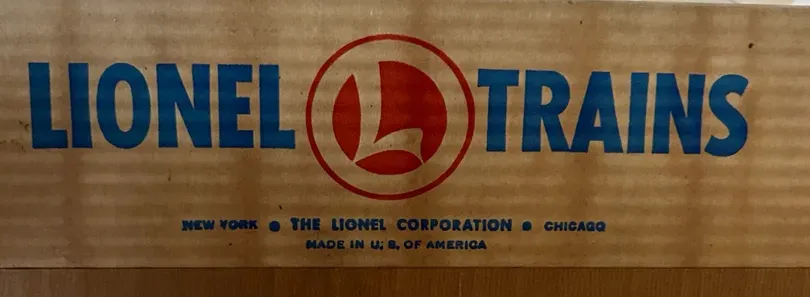 LIONEL L TRAINS
NEW YORK • THE LIONEL CORPORATION • CHICAGO
MADE IN U. S. OF AMERICA